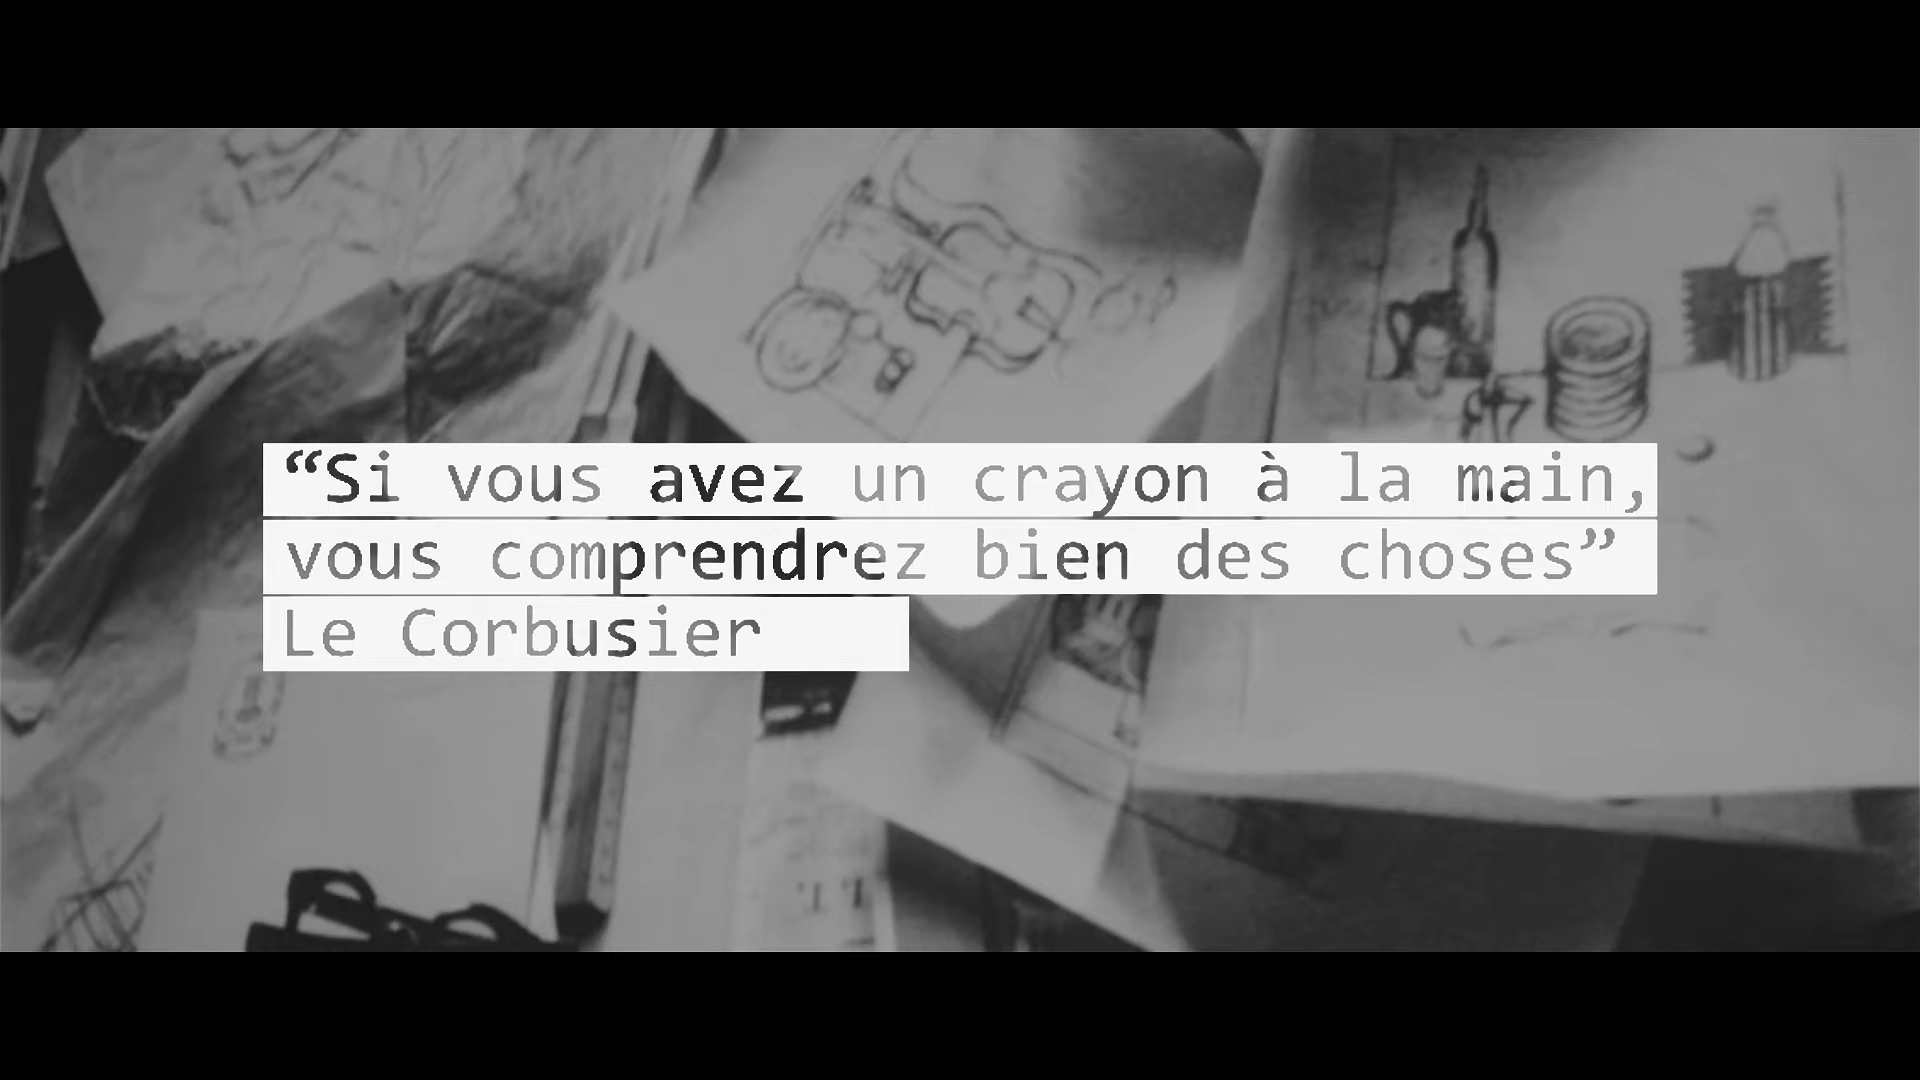 “Si vous avez un crayon à la main,
vous comprendrez bien des choses”
Le Corbusier